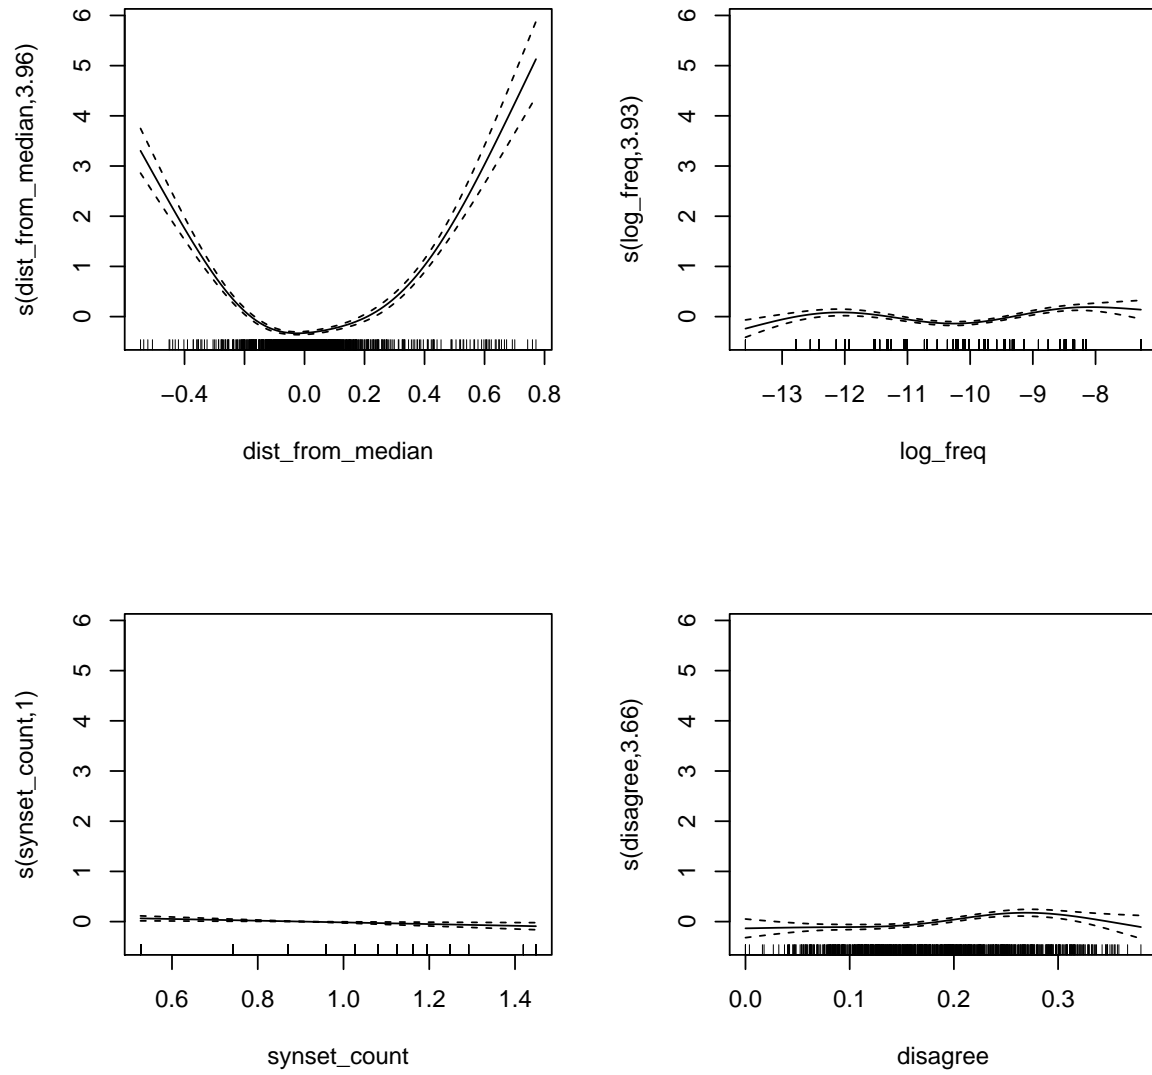 s(dist_from_median,3.96)
0 1 2 3 4 5 6
−0.4 0.0 0.2 0.4 0.6 0.8
dist_from_median
s(log_freq,3.93)
0 1 2 3 4 5 6
−13 −12 −11 −10 −9 −8
log_freq
s(synset_count,1)
0 1 2 3 4 5 6
0.6 0.8 1.0 1.2 1.4
synset_count
s(disagree,3.66)
0 1 2 3 4 5 6
0.0 0.1 0.2 0.3
disagree